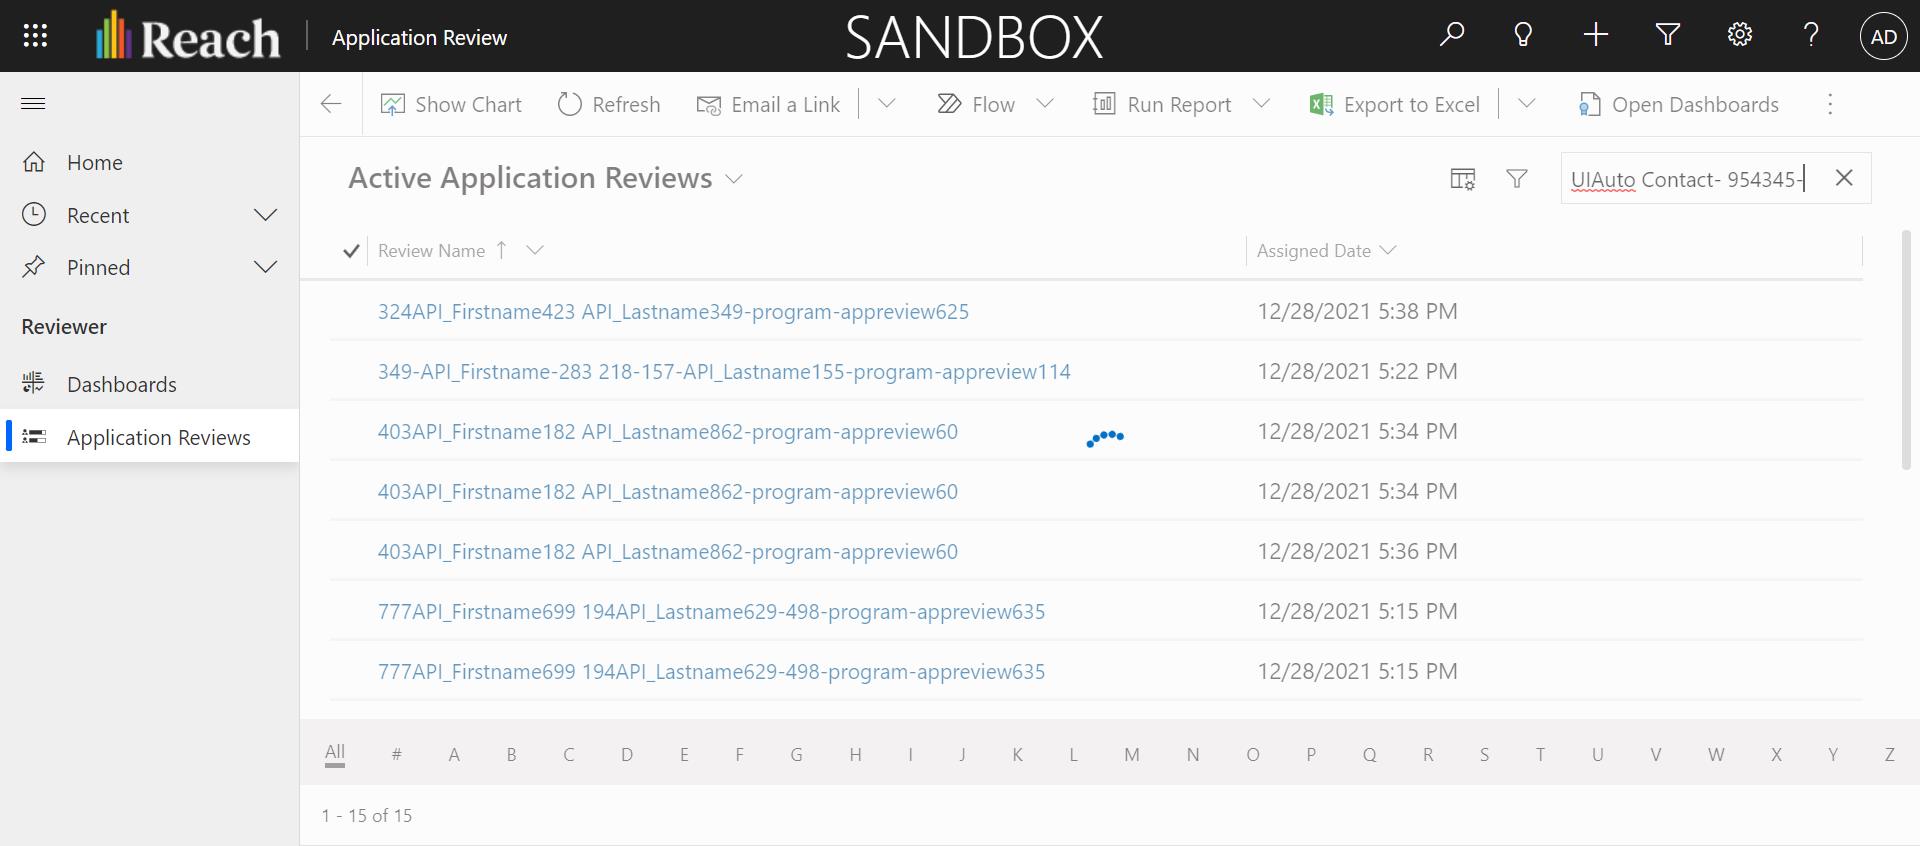 Reach
Application Review
SANDBOX
AD
Show Chart
Refresh
Email a Link
Flow
Run Report
Export to Excel
Open Dashboards
Home
Recent
Pinned
Reviewer
Dashboards
Application Reviews
Active Application Reviews
UIAuto Contact- 954345-
Review Name
Assigned Date
324API_Firstname423 API_Lastname349-program-appreview625 12/28/2021 5:38 PM
349-API_Firstname-283 218-157-API_Lastname155-program-appreview114 12/28/2021 5:22 PM
403API_Firstname182 API_Lastname862-program-appreview60 12/28/2021 5:34 PM
403API_Firstname182 API_Lastname862-program-appreview60 12/28/2021 5:34 PM
403API_Firstname182 API_Lastname862-program-appreview60 12/28/2021 5:36 PM
777API_Firstname699 194API_Lastname629-498-program-appreview635 12/28/2021 5:15 PM
777API_Firstname699 194API_Lastname629-498-program-appreview635 12/28/2021 5:15 PM
All # A B C D E F G H I J K L M N O P Q R S T U V W X Y Z
1 - 15 of 15